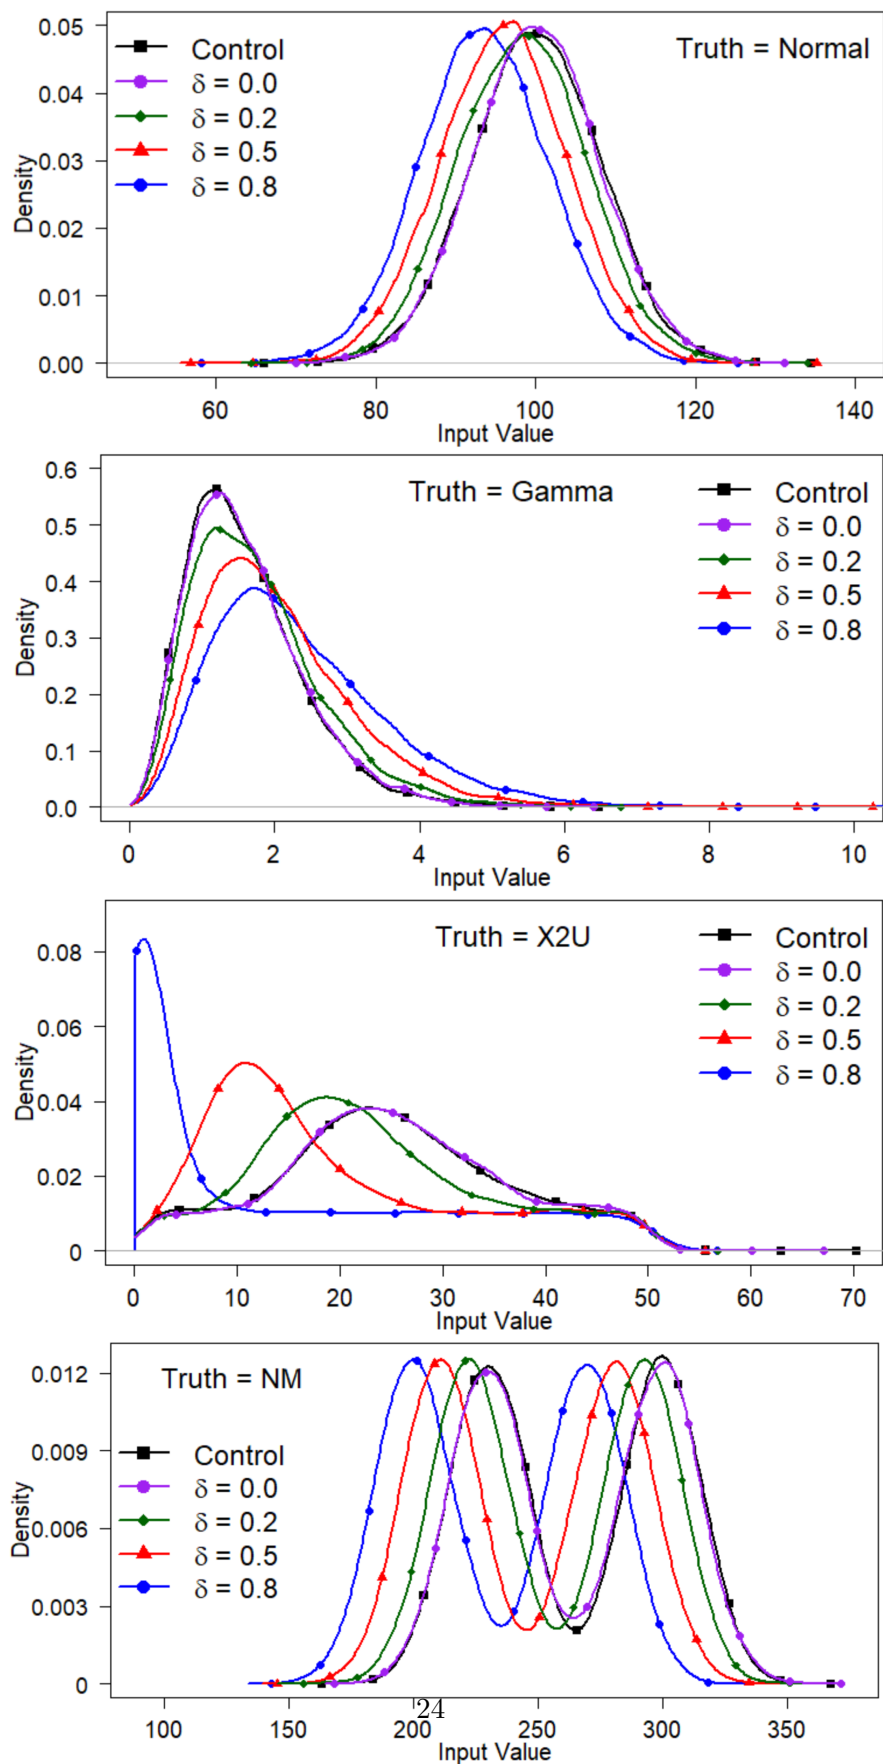 0.05
Control
Truth = Normal
δ = 0.0
0.04
δ = 0.2
0.03
δ = 0.5
δ = 0.8
Density
0.02
0.01
0.00
60 80 100 120 140
Input Value
0.6
Truth = Gamma
Control
0.5
δ = 0.0
δ = 0.2
0.4
δ = 0.5
Density
0.3
δ = 0.8
0.2
0.1
0.0
0 2 4 6 8 10
Input Value
Truth = X2U
Control
0.08
δ = 0.0
δ = 0.2
0.06
δ = 0.5
Density
δ = 0.8
0.04
0.02
0
0 10 20 30 40 50 60 70
Input Value
0.012
Truth = NM
0.009
Control
δ = 0.0
Density
0.006
δ = 0.2
δ = 0.5
0.003
δ = 0.8
0
24
100 150 200 250 300 350
Input Value